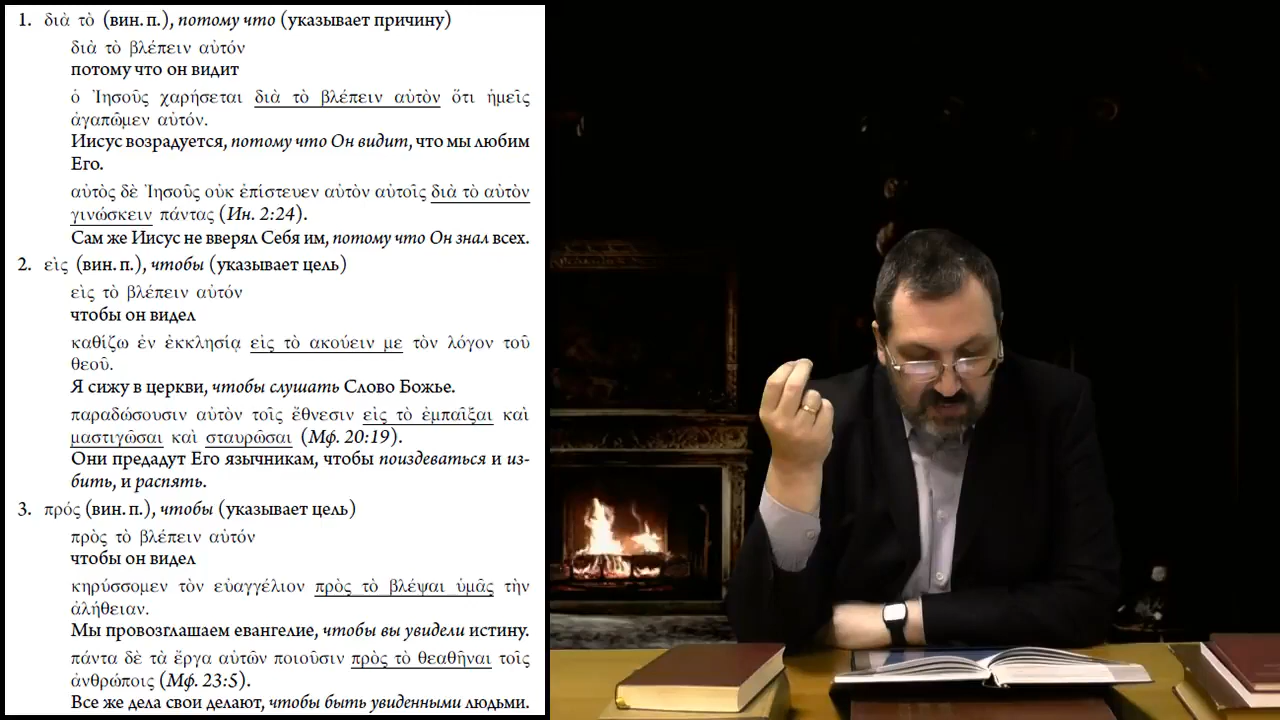 1. διὰ τὸ (вин. п.), потому что (указывает причину)
διὰ τὸ βλέπειν αὐτόν
потому что он видит
ὁ Ἰησοῦς χαρήσεται διὰ τὸ βλέπειν αὐτὸν ὅτι ἡμεῖς
ἀγαπῶμεν αὐτόν.
Иисус возрадуется, потому что Он видит, что мы любим
Его.
αὐτὸς δὲ Ἰησοῦς οὐκ ἐπίστευεν αὐτὸν αὐτοῖς διὰ τὸ αὐτὸν
γινώσκειν πάντας (Ин. 2:24).
Сам же Иисус не вверял Себя им, потому что Он знал всех.
2. εἰς (вин. п.), чтобы (указывает цель)
εἰς τὸ βλέπειν αὐτόν
чтобы он видел
καθίζω ἐν ἐκκλησίᾳ εἰς τὸ ακούειν με τὸν λόγον τοῦ
θεοῦ.
Я сижу в церкви, чтобы слушать Слово Божье.
παραδώσουσιν αὐτὸν τοῖς ἔθνεσιν εἰς τὸ ἐμπαῖξαι καὶ
μαστιγῶσαι καὶ σταυρῶσαι (Мф. 20:19).
Они предадут Его язычникам, чтобы поиздеваться и из-
бить, и распять.
3. πρός (вин. п.), чтобы (указывает цель)
πρὸς τὸ βλέπειν αὐτόν
чтобы он видел
κηρύσσομεν τὸν εὐαγγέλιον πρὸς τὸ βλέψαι ὑμᾶς τὴν
ἀλήθειαν.
Мы провозглашаем евангелие, чтобы вы увидели истину.
πάντα δὲ τὰ ἔργα αὐτῶν ποιοῦσιν πρὸς τὸ θεαθῆναι τοῖς
ἀνθρώποις (Мф. 23:5).
Все же дела свои делают, чтобы быть увиденными людьми.